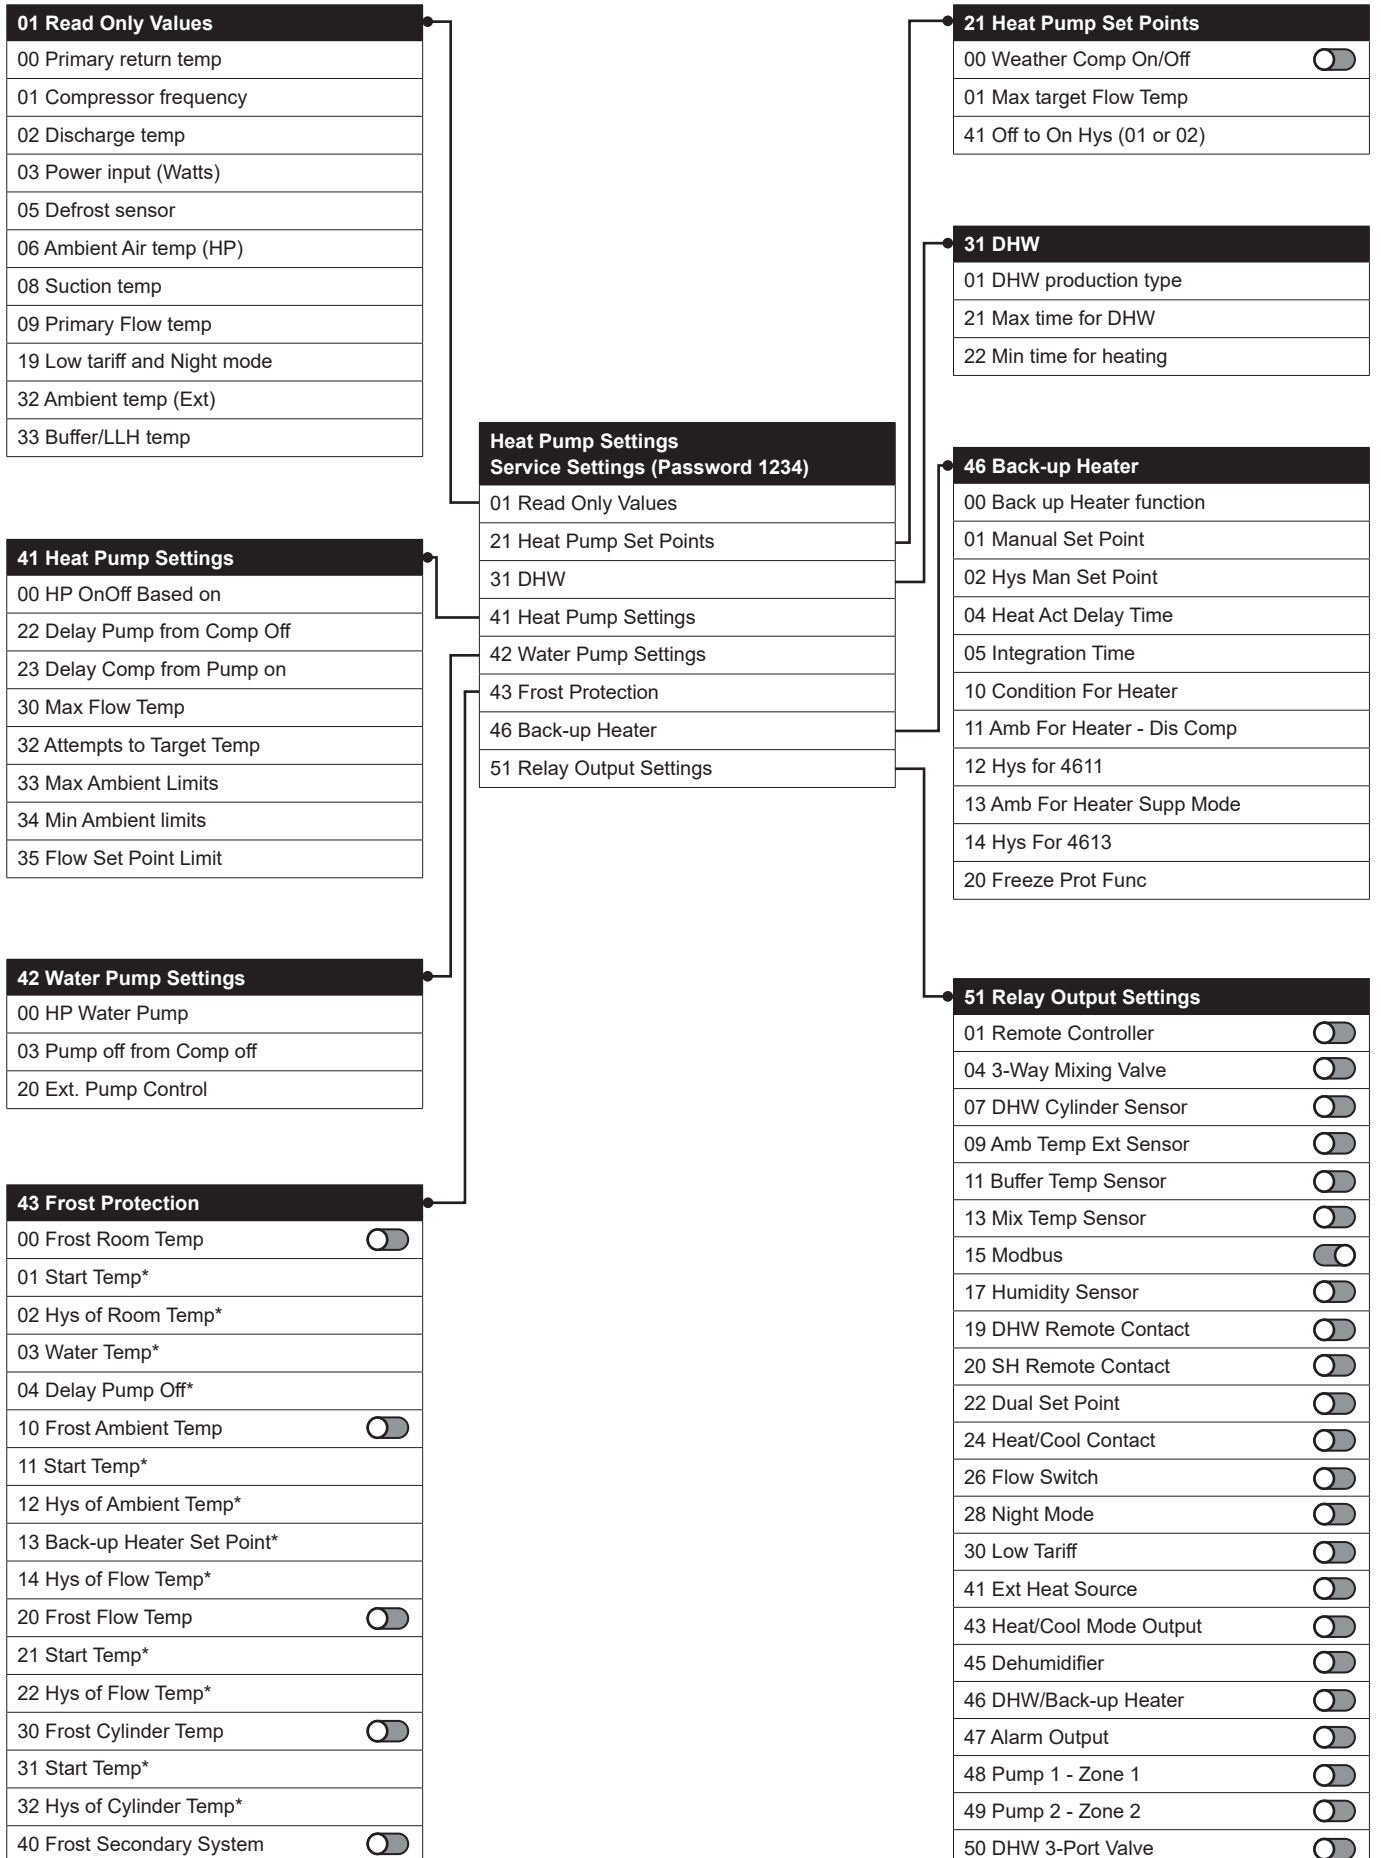 01 Read Only Values
00 Primary return temp
01 Compressor frequency
02 Discharge temp
03 Power input (Watts)
05 Defrost sensor
06 Ambient Air temp (HP)
08 Suction temp
09 Primary Flow temp
19 Low tariff and Night mode
32 Ambient temp (Ext)
33 Buffer/LLH temp
41 Heat Pump Settings
00 HP OnOff Based on
22 Delay Pump from Comp Off
23 Delay Comp from Pump on
30 Max Flow Temp
32 Attempts to Target Temp
33 Max Ambient Limits
34 Min Ambient limits
35 Flow Set Point Limit
42 Water Pump Settings
00 HP Water Pump
03 Pump off from Comp off
20 Ext. Pump Control
43 Frost Protection
00 Frost Room Temp
01 Start Temp*
02 Hys of Room Temp*
03 Water Temp*
04 Delay Pump Off*
10 Frost Ambient Temp
11 Start Temp*
12 Hys of Ambient Temp*
13 Back-up Heater Set Point*
14 Hys of Flow Temp*
20 Frost Flow Temp
21 Start Temp*
22 Hys of Flow Temp*
30 Frost Cylinder Temp
31 Start Temp*
32 Hys of Cylinder Temp*
40 Frost Secondary System
Heat Pump Settings
Service Settings (Password 1234)
01 Read Only Values
21 Heat Pump Set Points
31 DHW
41 Heat Pump Settings
42 Water Pump Settings
43 Frost Protection
46 Back-up Heater
51 Relay Output Settings
21 Heat Pump Set Points
00 Weather Comp On/Off
01 Max target Flow Temp
41 Off to On Hys (01 or 02)
31 DHW
01 DHW production type
21 Max time for DHW
22 Min time for heating
46 Back-up Heater
00 Back up Heater function
01 Manual Set Point
02 Hys Man Set Point
04 Heat Act Delay Time
05 Integration Time
10 Condition For Heater
11 Amb For Heater - Dis Comp
12 Hys for 4611
13 Amb For Heater Supp Mode
14 Hys For 4613
20 Freeze Prot Func
51 Relay Output Settings
01 Remote Controller
04 3-Way Mixing Valve
07 DHW Cylinder Sensor
09 Amb Temp Ext Sensor
11 Buffer Temp Sensor
13 Mix Temp Sensor
15 Modbus
17 Humidity Sensor
19 DHW Remote Contact
20 SH Remote Contact
22 Dual Set Point
24 Heat/Cool Contact
26 Flow Switch
28 Night Mode
30 Low Tariff
41 Ext Heat Source
43 Heat/Cool Mode Output
45 Dehumidifier
46 DHW/Back-up Heater
47 Alarm Output
48 Pump 1 - Zone 1
49 Pump 2 - Zone 2
50 DHW 3-Port Valve